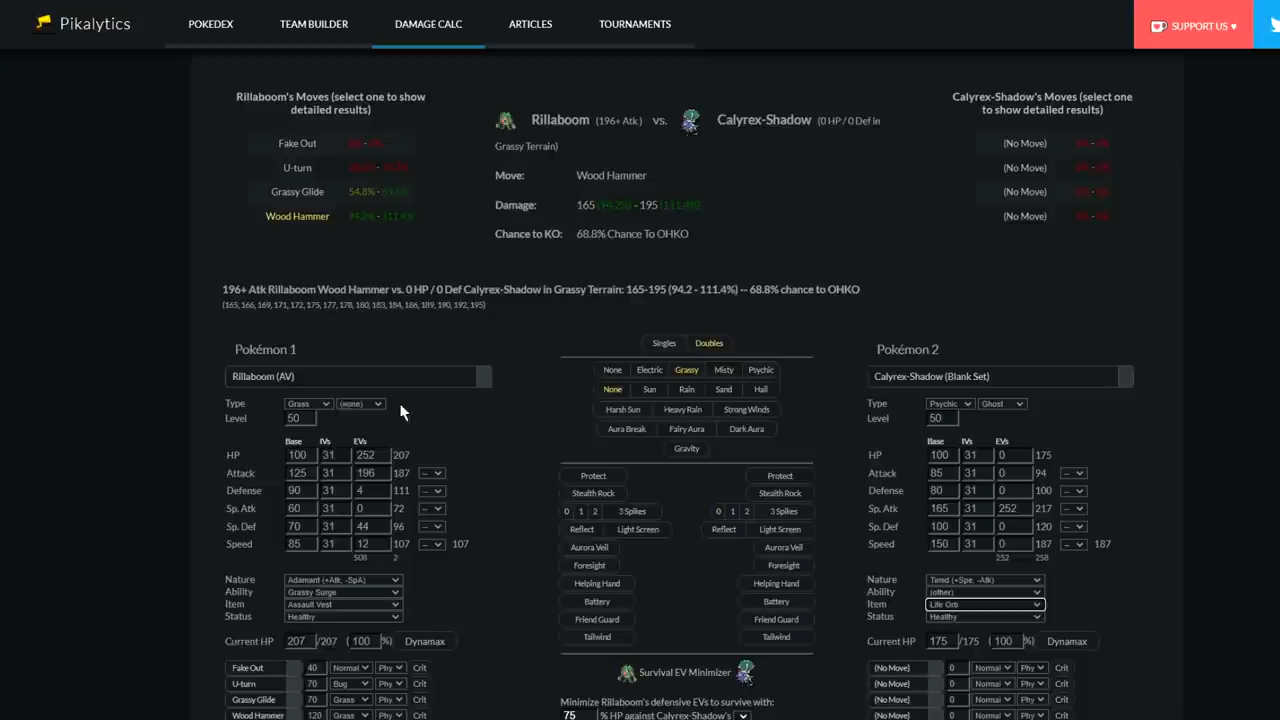 Pikalytics
POKEDEX
TEAM BUILDER
DAMAGE CALC
ARTICLES
TOURNAMENTS
SUPPORT US ♥
Rillaboom's Moves (select one to show
detailed results)
Fake Out
U-turn
Grassy Glide 54.8% -
Wood Hammer 94.2% - 111.4%
Rillaboom (196+ Atk) VS. Calyrex-Shadow (0 HP / 0 Def in
Grassy Terrain)
Move: Wood Hammer
Damage: 165 (94.2%) - 195 (111.4%)
Chance to KO: 68.8% Chance To OHKO
Calyrex-Shadow's Moves (select one
to show detailed results)
(No Move)
(No Move)
(No Move)
(No Move)
196+ Atk Rillaboom Wood Hammer vs. 0 HP / 0 Def Calyrex-Shadow in Grassy Terrain: 165-195 (94.2 - 111.4%) -- 68.8% chance to OHKO
(165, 166, 169, 171, 172, 175, 177, 178, 180, 183, 184, 186, 189, 190, 192, 195)
Pokémon 1
Rillaboom (AV)
Type Grass (none)
Level 50
Base IVs EVs
HP 100 31 252 207
Attack 125 31 196 187 --
Defense 90 31 4 111 --
Sp. Atk 60 31 0 72 --
Sp. Def 70 31 44 96 --
Speed 85 31 12 107 -- 107
508 2
Nature Adamant (+Atk, -SpA)
Ability Grassy Surge
Item Assault Vest
Status Healthy
Current HP 207 /207 ( 100 %) Dynamax
Fake Out 40 Normal Phy Crit
U-turn 70 Bug Phy Crit
Grassy Glide 70 Grass Phy Crit
Wood Hammer 120 Grass Phy Crit
Singles Doubles
None Electric Grassy Misty Psychic
None Sun Rain Sand Hail
Harsh Sun Heavy Rain Strong Winds
Aura Break Fairy Aura Dark Aura
Gravity
Protect Protect
Stealth Rock Stealth Rock
0 1 2 3 Spikes 0 1 2 3 Spikes
Reflect Light Screen Reflect Light Screen
Aurora Veil Aurora Veil
Foresight Foresight
Helping Hand Helping Hand
Battery Battery
Friend Guard Friend Guard
Tailwind Tailwind
Survival EV Minimizer
Minimize Rillaboom's defensive EVs to survive with:
75 % HP against Calyrex-Shadow's
Pokémon 2
Calyrex-Shadow (Blank Set)
Type Psychic Ghost
Level 50
Base IVs EVs
HP 100 31 0 175
Attack 85 31 0 94 --
Defense 80 31 0 100 --
Sp. Atk 165 31 252 217 --
Sp. Def 100 31 0 120 --
Speed 150 31 0 187 -- 187
252 258
Nature Timid (+Spe, -Atk)
Ability (other)
Item Life Orb
Status Healthy
Current HP 175 /175 ( 100 %) Dynamax
(No Move) 0 Normal Phy Crit
(No Move) 0 Normal Phy Crit
(No Move) 0 Normal Phy Crit
(No Move) 0 Normal Phy Crit